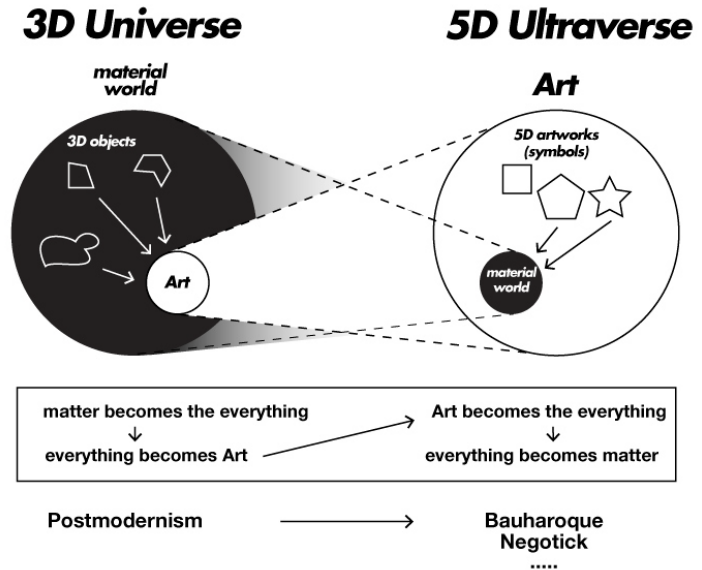 3D Universe
5D Ultraverse
material
world
Art
3D objects
5D artworks
(symbols)
Art
material
world
matter becomes the everything
Art becomes the everything
everything becomes Art
everything becomes matter
Postmodernism
Bauharoque
Negotick
.....